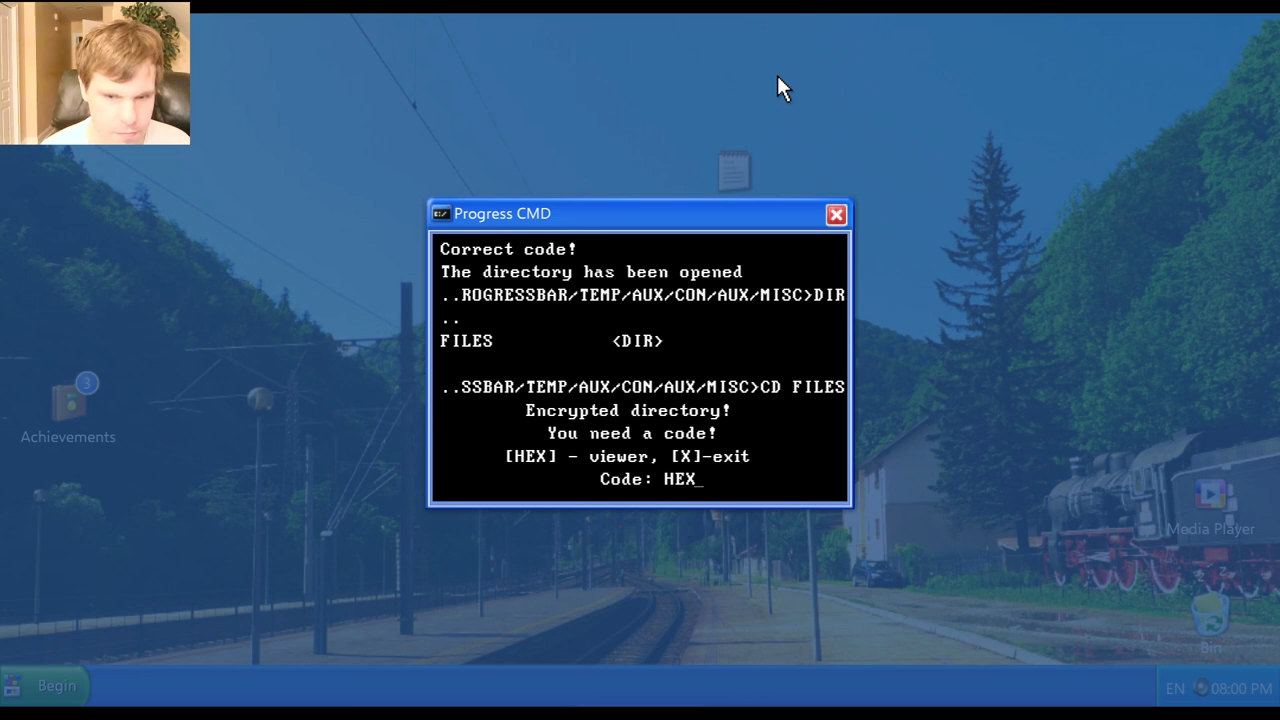 Progress CMD
Correct code!
The directory has been opened
..ROGRESSBAR/TEMP/AUX/CON/AUX/MISC>DIR
..
FILES <DIR>
..SSBAR/TEMP/AUX/CON/AUX/MISC>CD FILES
Encrypted directory!
You need a code!
[HEX] - viewer, [X]-exit
Code: HEX_
3
Achievements
Media Player
Bin
Begin
EN 08:00 PM